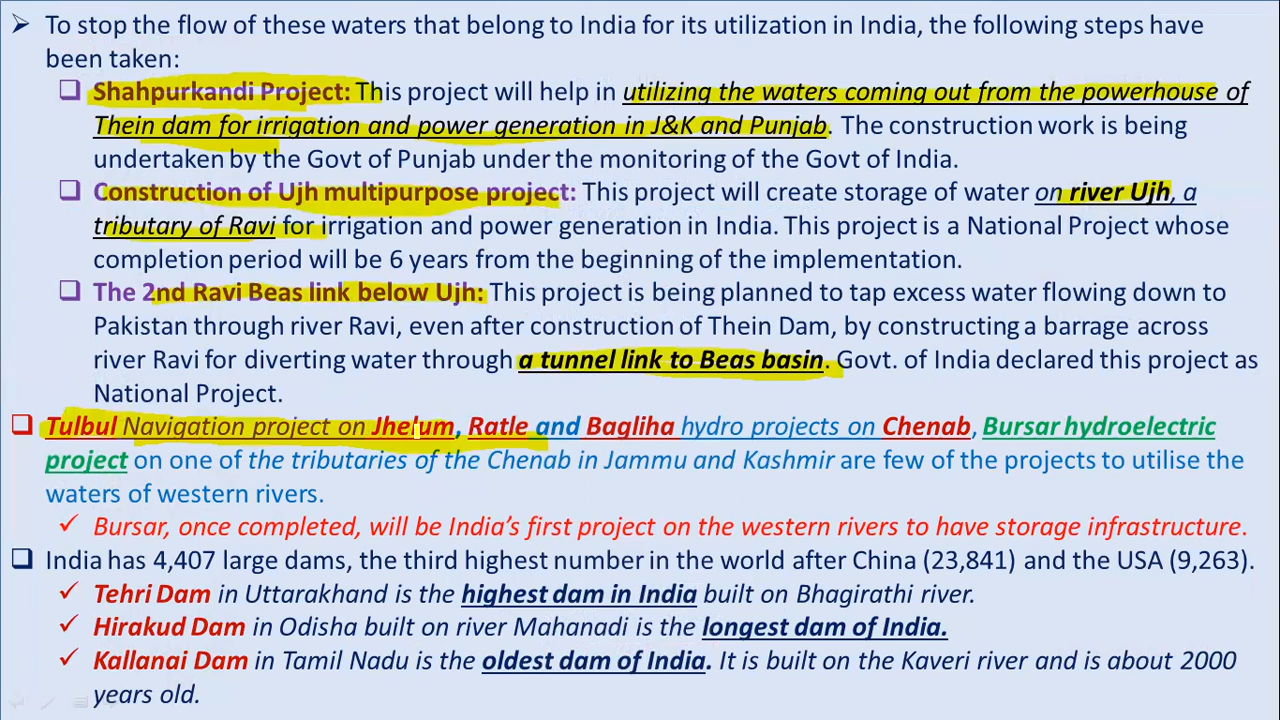 ➢ To stop the flow of these waters that belong to India for its utilization in India, the following steps have
been taken:
❑ Shahpurkandi Project: This project will help in utilizing the waters coming out from the powerhouse of
Thein dam for irrigation and power generation in J&K and Punjab. The construction work is being
undertaken by the Govt of Punjab under the monitoring of the Govt of India.
❑ Construction of Ujh multipurpose project: This project will create storage of water on river Ujh, a
tributary of Ravi for irrigation and power generation in India. This project is a National Project whose
completion period will be 6 years from the beginning of the implementation.
❑ The 2nd Ravi Beas link below Ujh: This project is being planned to tap excess water flowing down to
Pakistan through river Ravi, even after construction of Thein Dam, by constructing a barrage across
river Ravi for diverting water through a tunnel link to Beas basin. Govt. of India declared this project as
National Project.
❑ Tulbul Navigation project on Jhelum, Ratle and Bagliha hydro projects on Chenab, Bursar hydroelectric
project on one of the tributaries of the Chenab in Jammu and Kashmir are few of the projects to utilise the
waters of western rivers.
✓ Bursar, once completed, will be India's first project on the western rivers to have storage infrastructure.
❑ India has 4,407 large dams, the third highest number in the world after China (23,841) and the USA (9,263).
✓ Tehri Dam in Uttarakhand is the highest dam in India built on Bhagirathi river.
✓ Hirakud Dam in Odisha built on river Mahanadi is the longest dam of India.
✓ Kallanai Dam in Tamil Nadu is the oldest dam of India. It is built on the Kaveri river and is about 2000
years old.